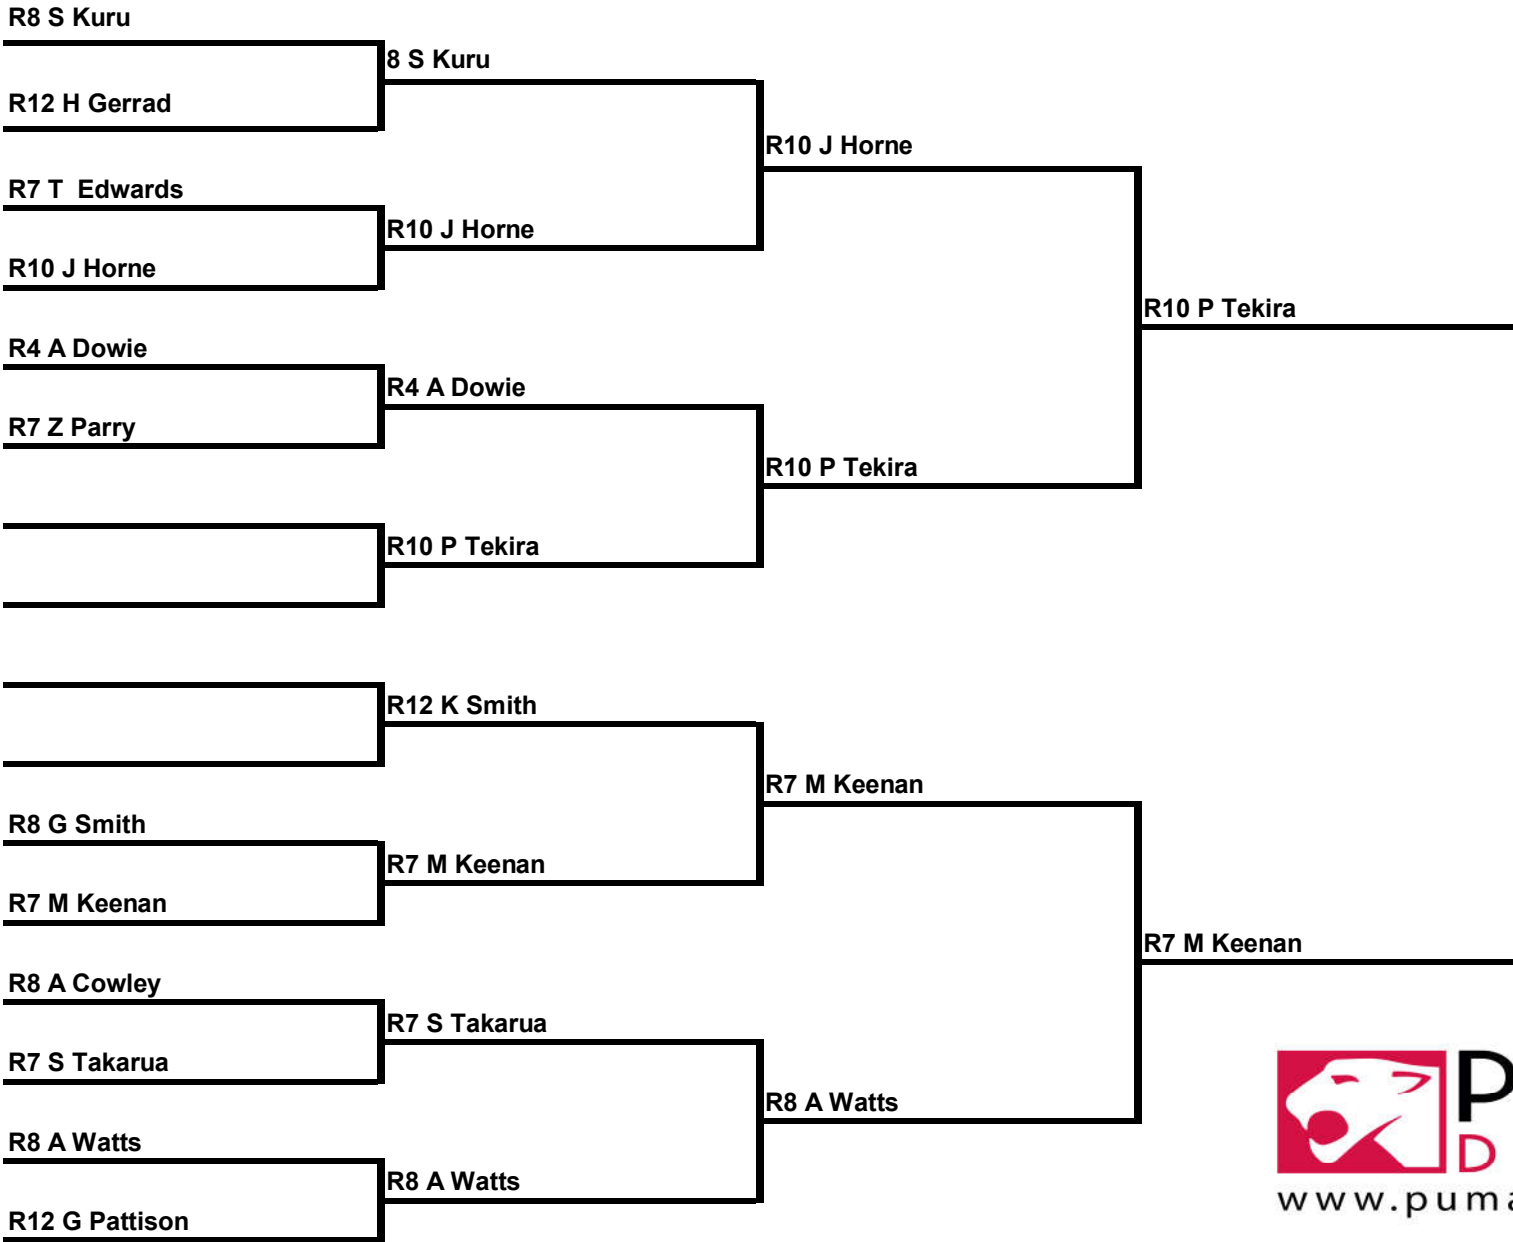 R8 S Kuru
R12 H Gerrad
R7 T  Edwards
R10 J Horne
R4 A Dowie
R7 Z Parry
R8 G Smith
R7 M Keenan
R8 A Cowley
R7 S Takarua
R8 A Watts
R12 G Pattison
8 S Kuru
R10 J Horne
R4 A Dowie
R10 P Tekira
R12 K Smith
R7 M Keenan
R7 S Takarua
R8 A Watts
R10 J Horne
R10 P Tekira
R7 M Keenan
R8 A Watts
R10 P Tekira
R7 M Keenan
P
D
www.puma